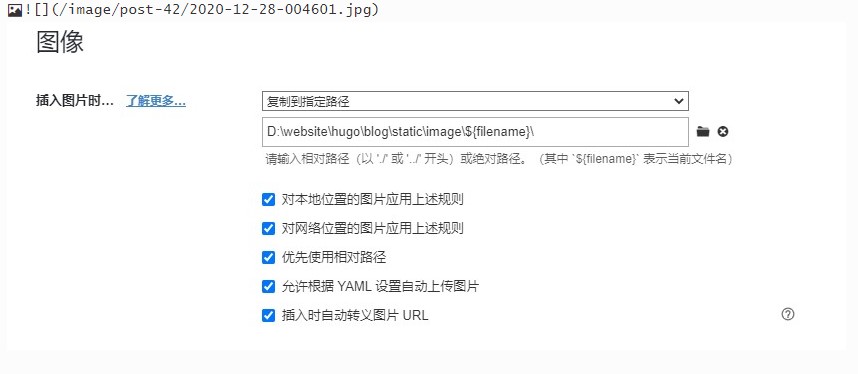 ![](/image/post-42/2020-12-28-004601.jpg)
图像
插入图片时... 了解更多...
复制到指定路径
D:\website\hugo\blog\static\image\${filename}\
请输入相对路径（以 './' 或 '../' 开头）或绝对路径。（其中 `${filename}` 表示当前文件名）
对本地位置的图片应用上述规则
对网络位置的图片应用上述规则
优先使用相对路径
允许根据 YAML 设置自动上传图片
插入时自动转义图片 URL